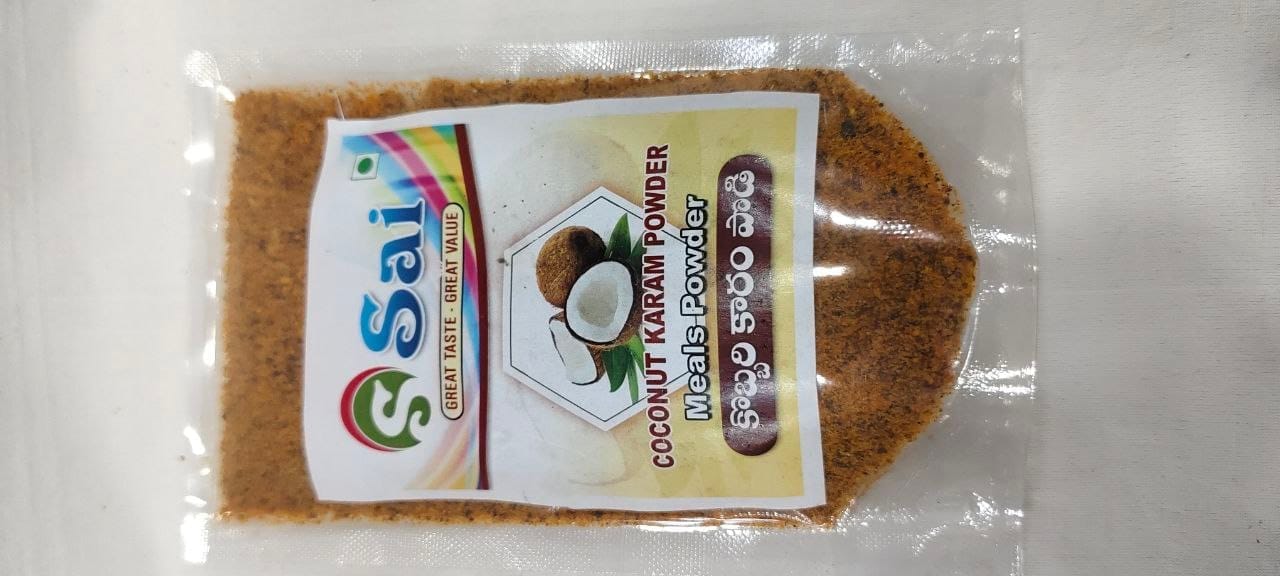 S Sai
GREAT TASTE - GREAT VALUE
COCONUT KARAM POWDER
Meals Powder
కొబ్బరి కారం పొడి